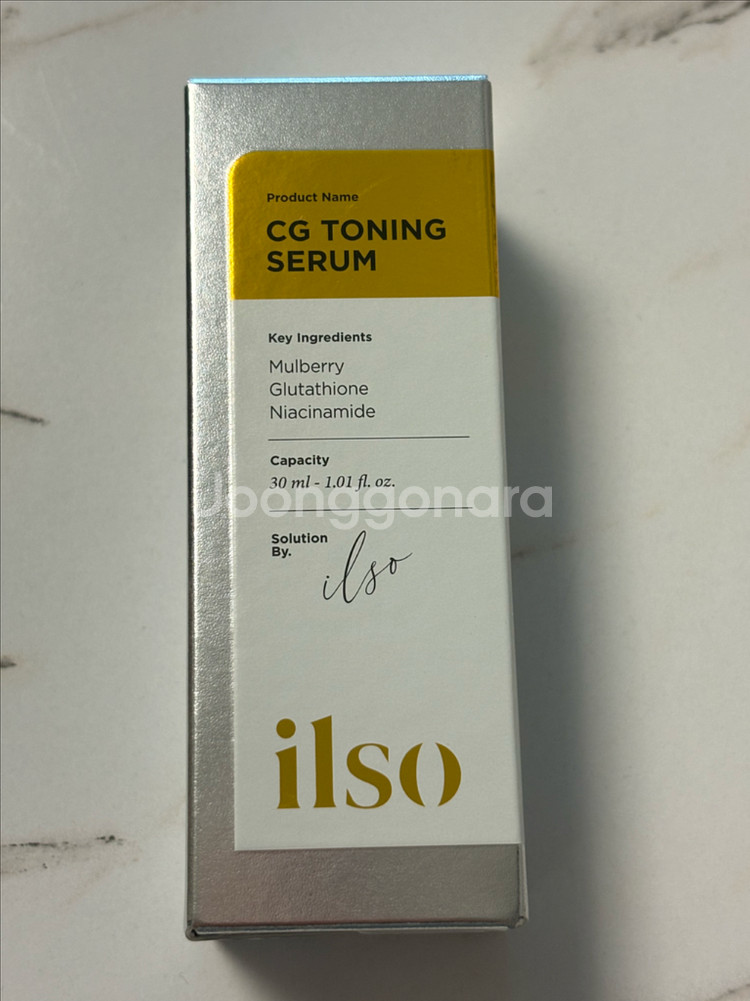 Product Name
CG TONING
SERUM
Key Ingredients
Mulberry
Glutathione
Niacinamide
Capacity
30 ml - 1.01 fl. oz.
Joonggonara
Solution
By.
ilso
ilso